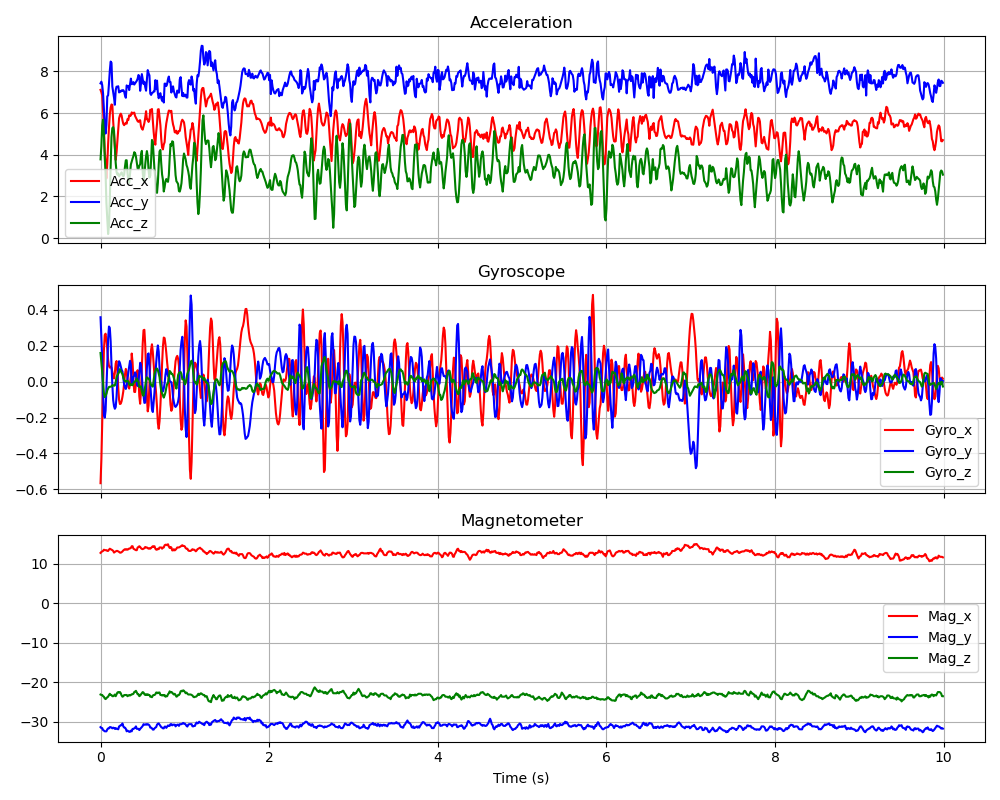 Acceleration
8
6
4
2
0
Acc_x
Acc_y
Acc_z
Gyroscope
0.4
0.2
0.0
−0.2
−0.4
−0.6
Gyro_x
Gyro_y
Gyro_z
Magnetometer
10
0
−10
−20
−30
Mag_x
Mag_y
Mag_z
0 2 4 6 8 10
Time (s)